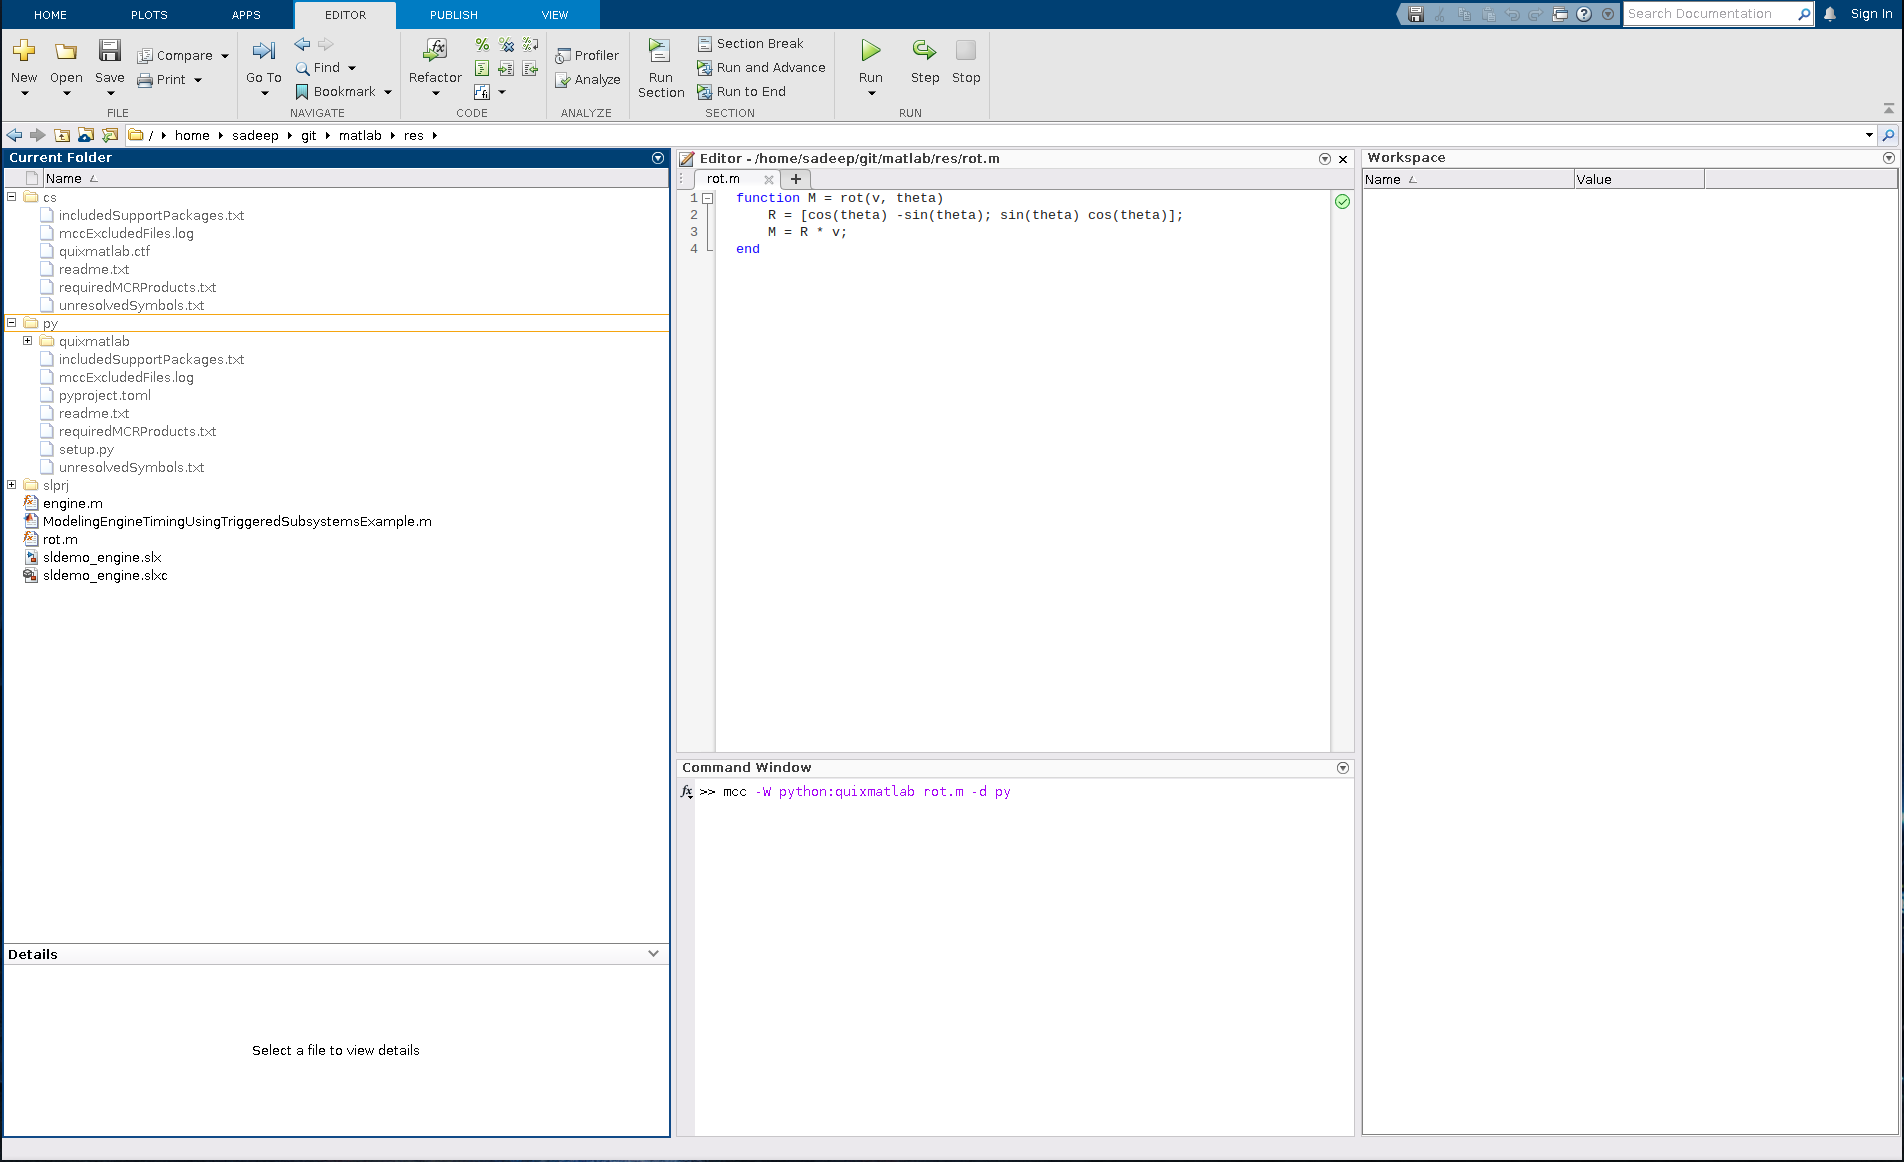 HOME PLOTS APPS EDITOR PUBLISH VIEW Search Documentation Sign In
New Open Save Compare Print Go To Find Bookmark Refactor Profiler Analyze Run Section Section Break Run and Advance Run to End Run Step Stop
FILE NAVIGATE CODE ANALYZE SECTION RUN
/ home sadeep git matlab res
Current Folder
Name
cs
includedSupportPackages.txt
mccExcludedFiles.log
quixmatlab.ctf
readme.txt
requiredMCRProducts.txt
unresolvedSymbols.txt
py
quixmatlab
includedSupportPackages.txt
mccExcludedFiles.log
pyproject.toml
readme.txt
requiredMCRProducts.txt
setup.py
unresolvedSymbols.txt
slprj
engine.m
ModelingEngineTimingUsingTriggeredSubsystemsExample.m
rot.m
sldemo_engine.slx
sldemo_engine.slxc
Details
Select a file to view details
Editor - /home/sadeep/git/matlab/res/rot.m
rot.m
1 function M = rot(v, theta)
2 R = [cos(theta) -sin(theta); sin(theta) cos(theta)];
3 M = R * v;
4 end
Command Window
fx >> mcc -W python:quixmatlab rot.m -d py
Workspace
Name Value